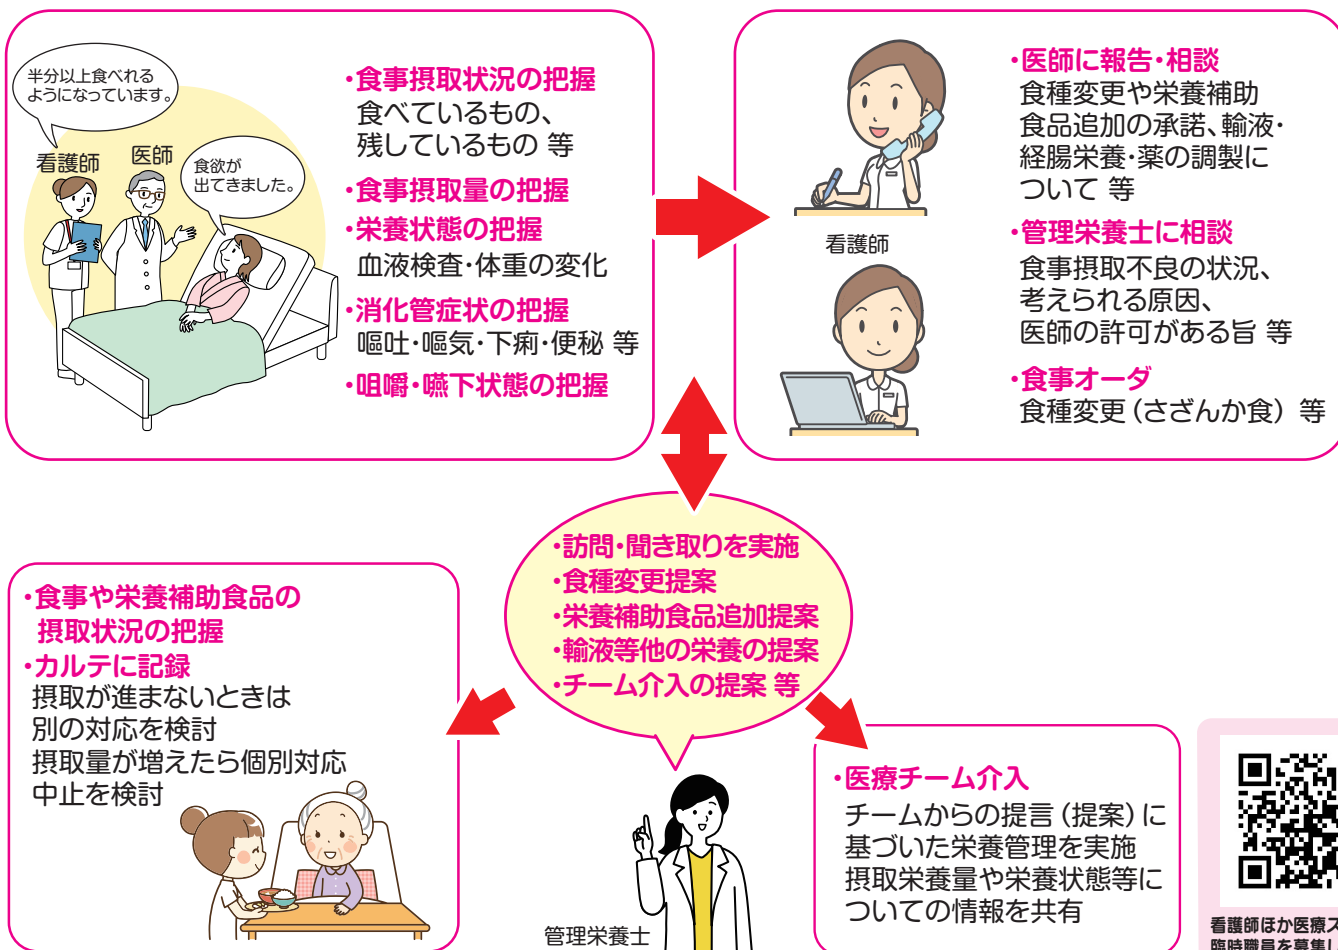 半分以上食べれる
ようになっています。
看護師
医師
食欲が
出てきました。
・食事摂取状況の把握
食べているもの、
残しているもの 等
・食事摂取量の把握
・栄養状態の把握
血液検査・体重の変化
・消化管症状の把握
嘔吐・嘔気・下痢・便秘 等
・咀嚼・嚥下状態の把握
看護師
・医師に報告・相談
食種変更や栄養補助
食品追加の承諾、輸液・
経腸栄養・薬の調製に
ついて 等
・管理栄養士に相談
食事摂取不良の状況、
考えられる原因、
医師の許可がある旨 等
・食事オーダ
食種変更(さざんか食) 等
・訪問・聞き取りを実施
・食種変更提案
・栄養補助食品追加提案
・輸液等他の栄養の提案
・チーム介入の提案 等
管理栄養士
・食事や栄養補助食品の
摂取状況の把握
・カルテに記録
摂取が進まないときは
別の対応を検討
摂取量が増えたら個別対応
中止を検討
・医療チーム介入
チームからの提言(提案)に
基づいた栄養管理を実施
摂取栄養量や栄養状態等に
ついての情報を共有
看護師ほか医療
臨時職員を募集